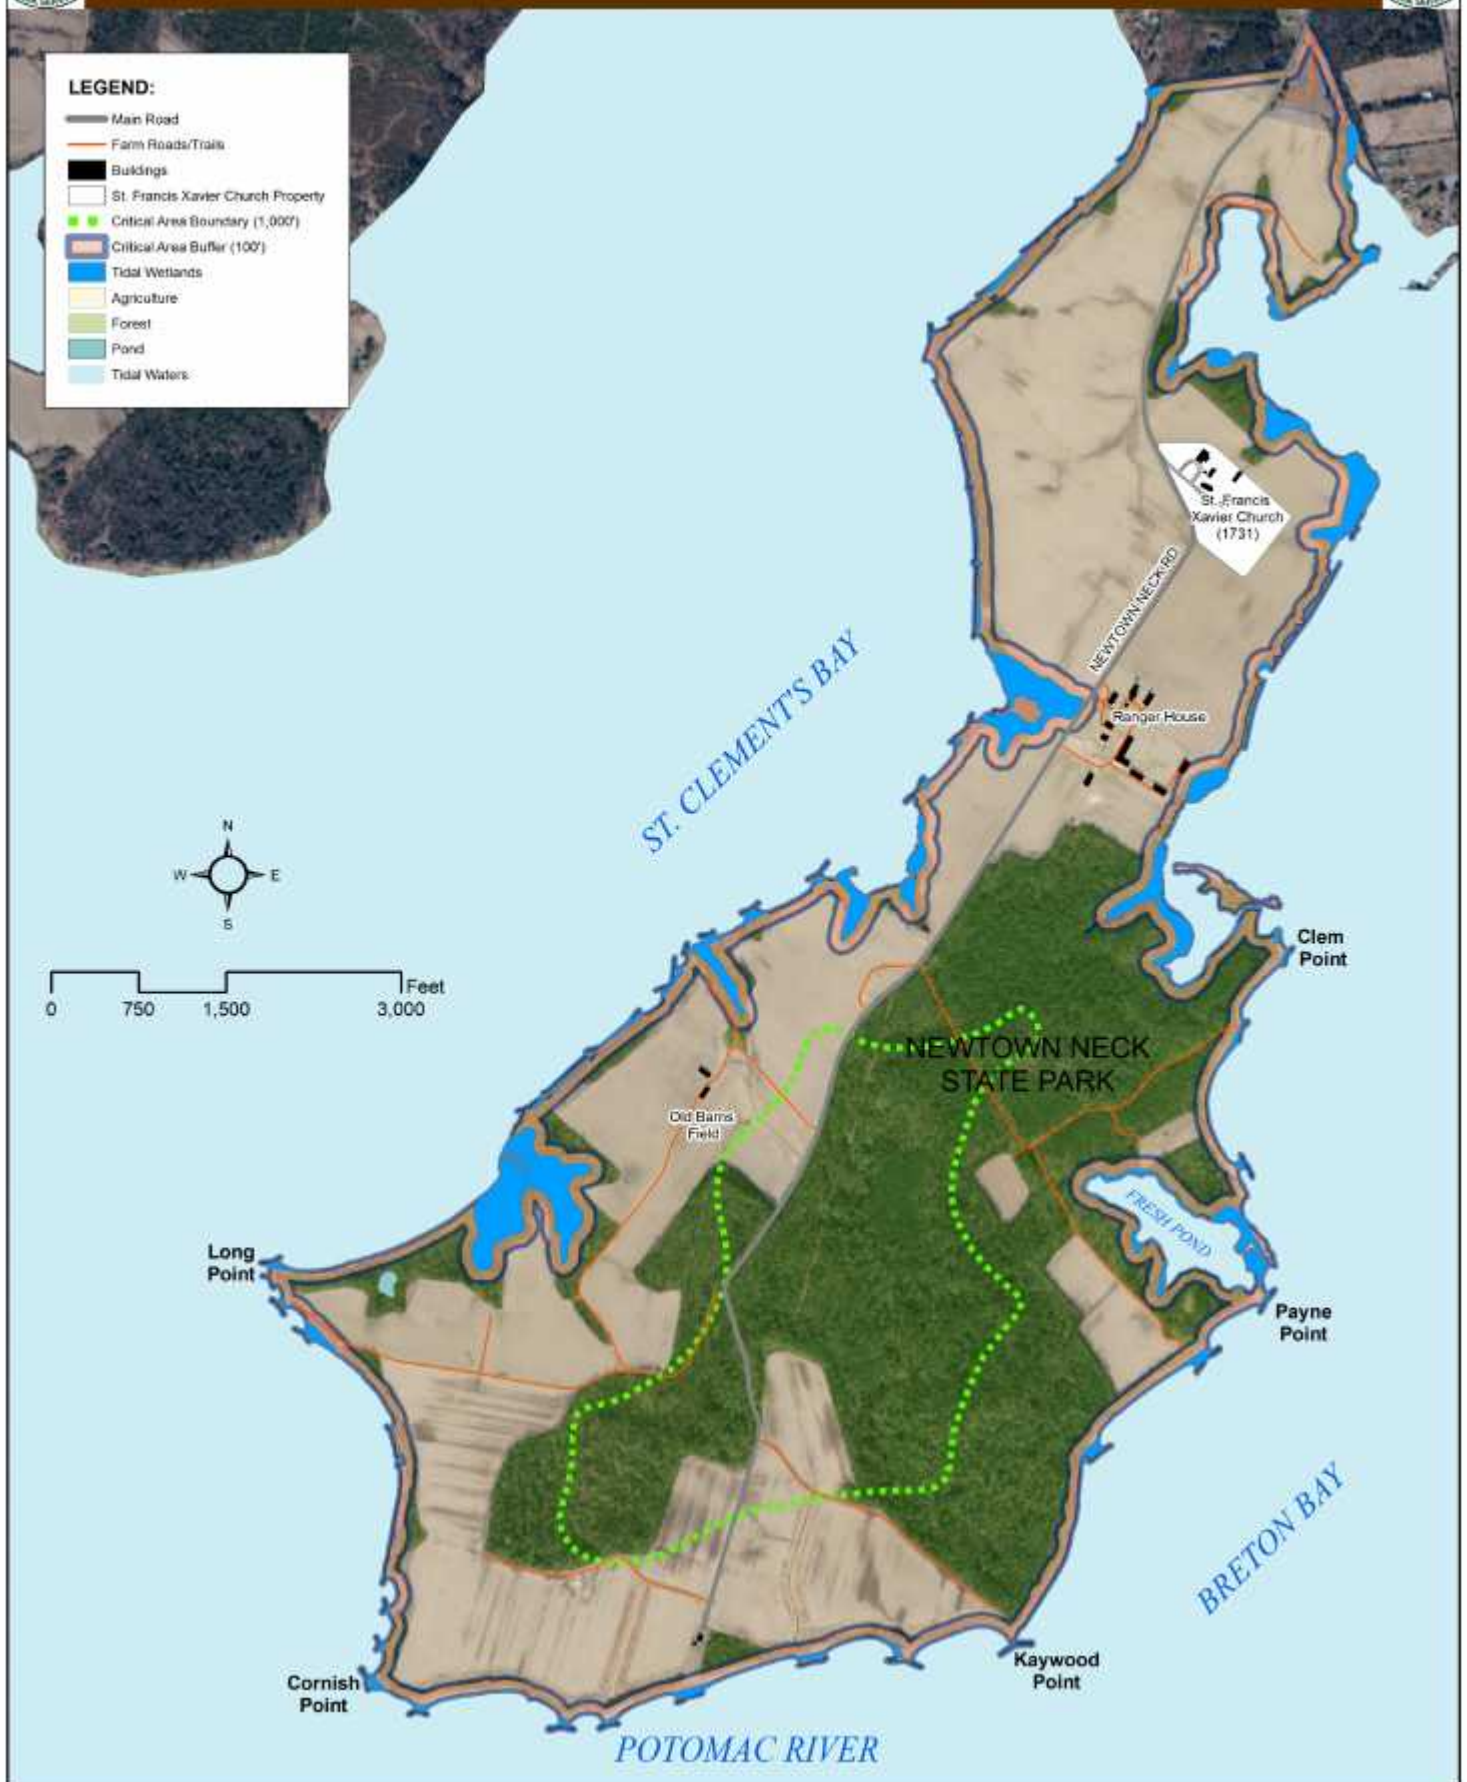 LEGEND:
Main Road
Farm Roads/Trails
Buildings
St. Francis Xavier Church Property
Critical Area Boundary (1,000')
Critical Area Buffer (100')
Tidal Wetlands
Agriculture
Forest
Pond
Tidal Waters
St. Francis
Xavier Church
(1731)
NEWTOWN NECK RD
ST. CLEMENT'S BAY
Ranger House
N
W
E
S
Clem
Point
Feet
0
750
1,500
3,000
NEWTOWN NECK
STATE PARK
Old Barns
Field
FRESH POND
Long
Point
Payne
Point
BRETON BAY
Kaywood
Point
Cornish
Point
POTOMAC RIVER